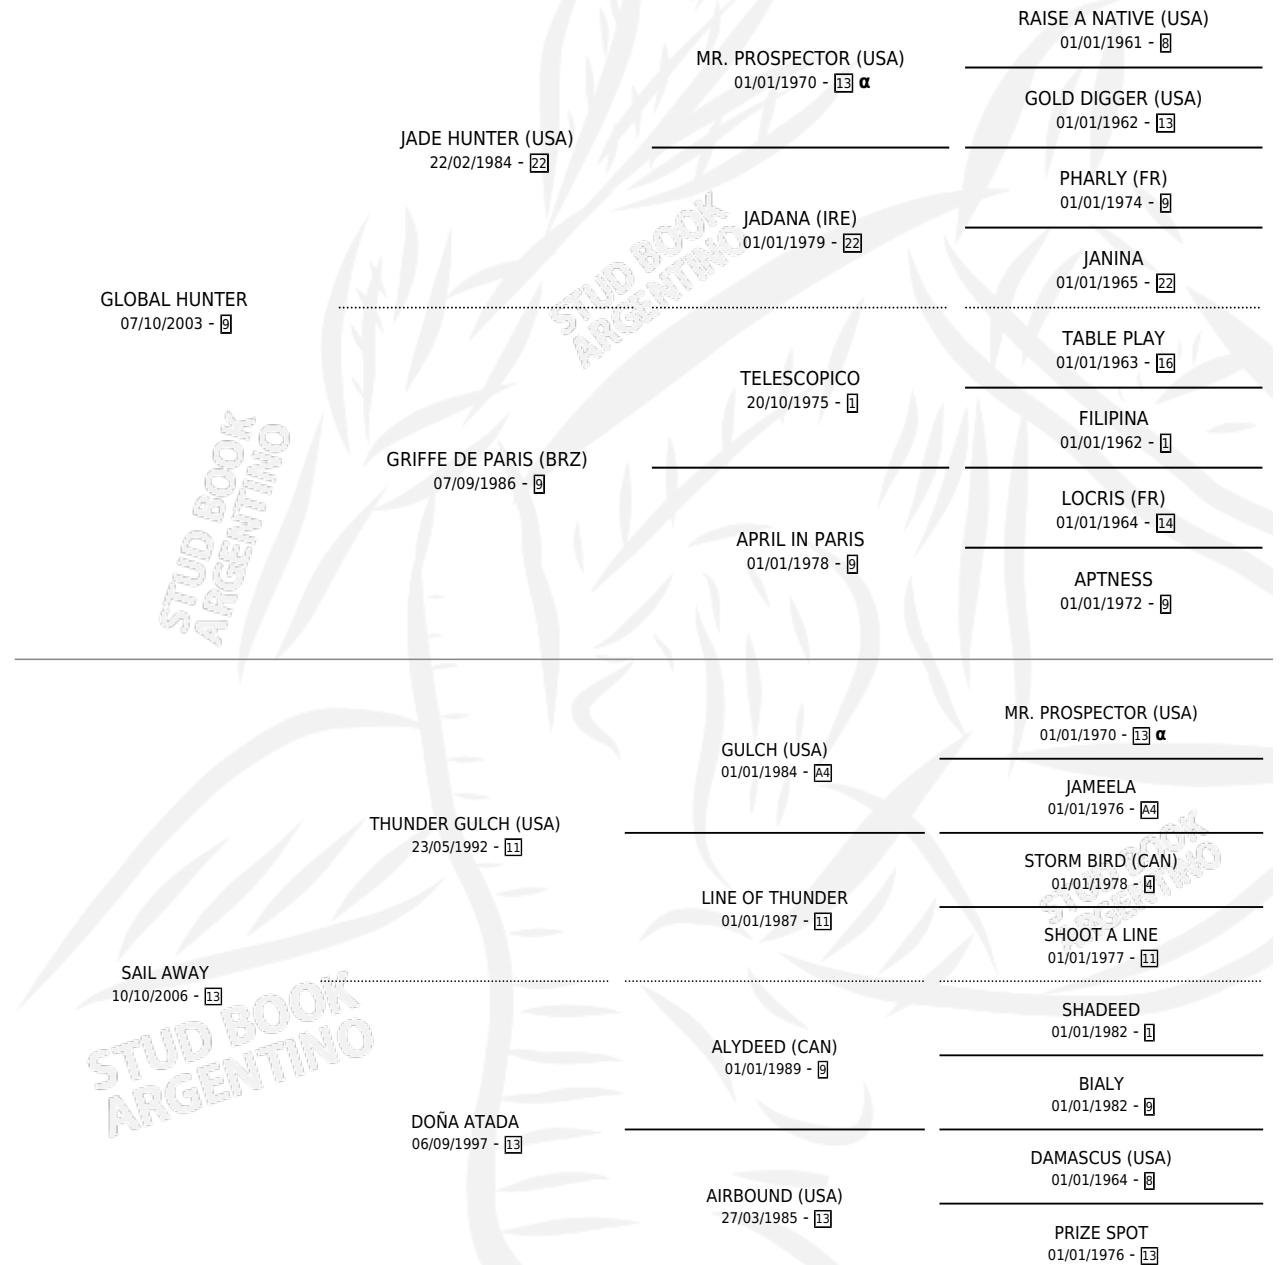 RAISE A NATIVE (USA)
01/01/1961 - 8
MR. PROSPECTOR (USA)
01/01/1970 - 13 α
GOLD DIGGER (USA)
01/01/1962 - 13
JADE HUNTER (USA)
22/02/1984 - 22
PHARLY (FR)
01/01/1974 - 9
JADANA (IRE)
01/01/1979 - 22
JANINA
01/01/1965 - 22
GLOBAL HUNTER
07/10/2003 - 9
TABLE PLAY
01/01/1963 - 16
TELESCOPICO
20/10/1975 - 1
FILIPINA
01/01/1962 - 1
GRIFFE DE PARIS (BRZ)
07/09/1986 - 9
LOCRIS (FR)
01/01/1964 - 14
APRIL IN PARIS
01/01/1978 - 9
APTNESS
01/01/1972 - 9
MR. PROSPECTOR (USA)
01/01/1970 - 13 α
GULCH (USA)
01/01/1984 - A4
JAMEELA
01/01/1976 - A4
THUNDER GULCH (USA)
23/05/1992 - 11
STORM BIRD (CAN)
01/01/1978 - 4
LINE OF THUNDER
01/01/1987 - 11
SHOOT A LINE
01/01/1977 - 11
SAIL AWAY
10/10/2006 - 13
SHADEED
01/01/1982 - 1
ALYDEED (CAN)
01/01/1989 - 9
BIALY
01/01/1982 - 9
DOÑA ATADA
06/09/1997 - 13
DAMASCUS (USA)
01/01/1964 - 8
AIRBOUND (USA)
27/03/1985 - 13
PRIZE SPOT
01/01/1976 - 13
STUD BOOK
ARGENTINO
STUD BOOK
ARGENTINO
STUD BOOK
ARGENTINO
STUD BOOK
ARGENTINO